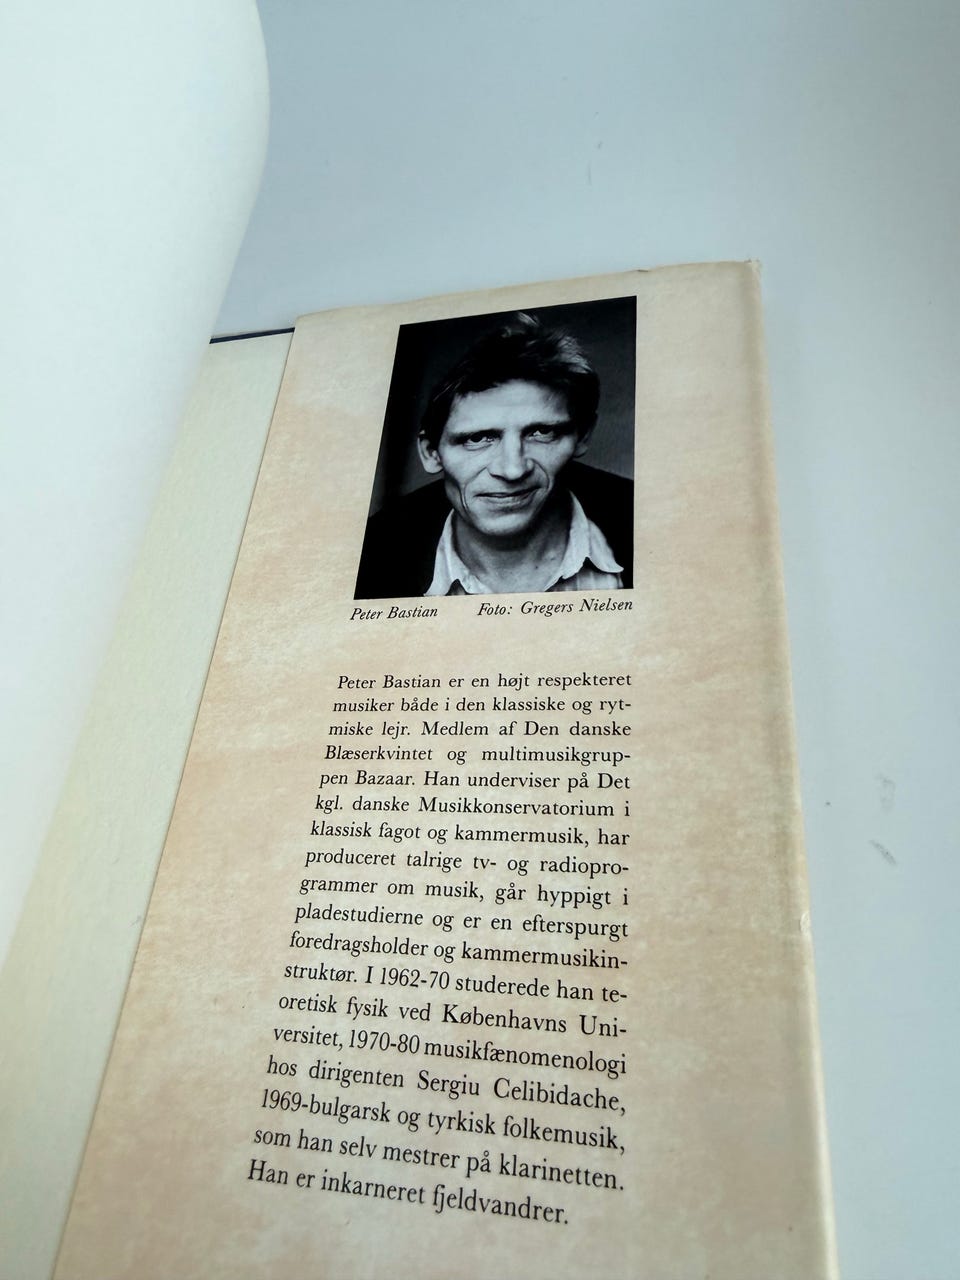 Peter Bastian Foto: Gregers Nielsen
Peter Bastian er en højt respekteret
musiker både i den klassiske og ryt-
miske lejr. Medlem af Den danske
Blæserkvintet og multimusikgrup-
pen Bazaar. Han underviser på Det
kgl. danske Musikkonservatorium i
klassisk fagot og kammermusik, har
produceret talrige tv- og radiopro-
grammer om musik, går hyppigt i
pladestudierne og er en efterspurgt
foredragsholder og kammermusikin-
struktør. I 1962-70 studerede han te-
oretisk fysik ved Københavns Uni-
versitet, 1970-80 musikfænomenologi
hos dirigenten Sergiu Celibidache,
1969-bulgarsk og tyrkisk folkemusik,
som han selv mestrer på klarinetten.
Han er inkarneret fjeldvandrer.